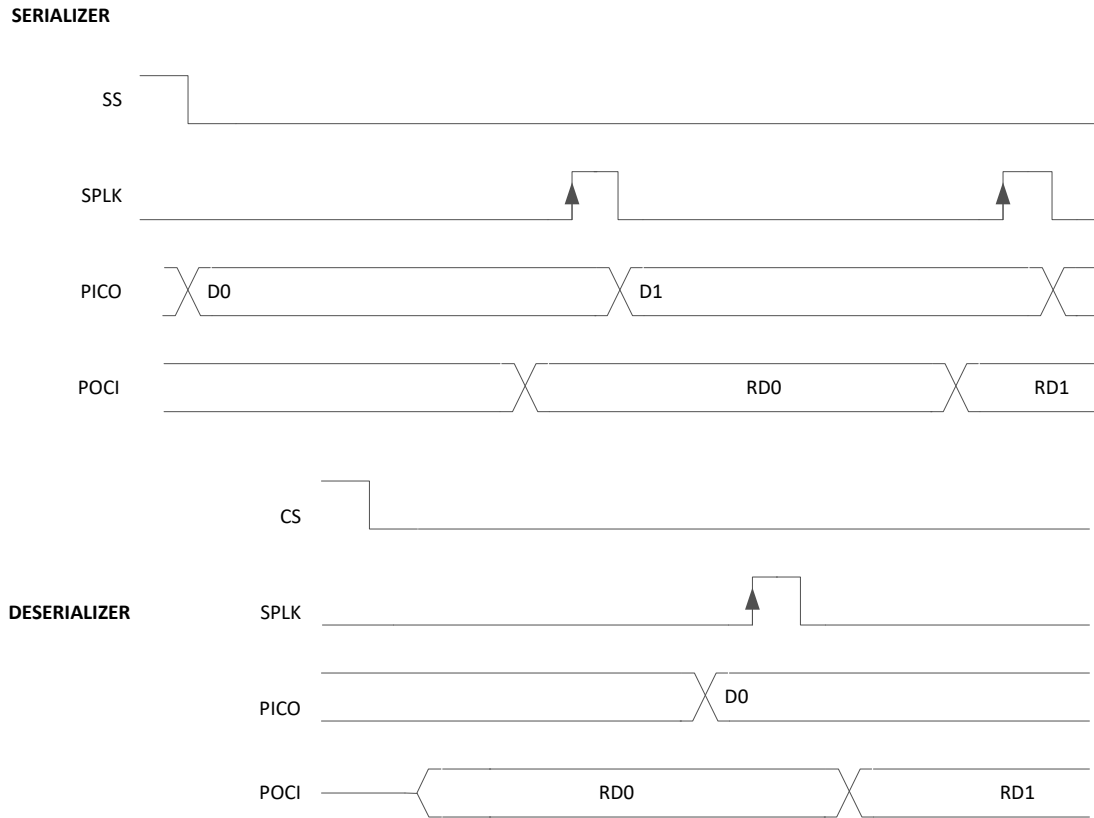 SERIALIZER
SS
SPLK
PICO D0 D1
POCI RD0 RD1
CS
DESERIALIZER SPLK
PICO D0
POCI RD0 RD1